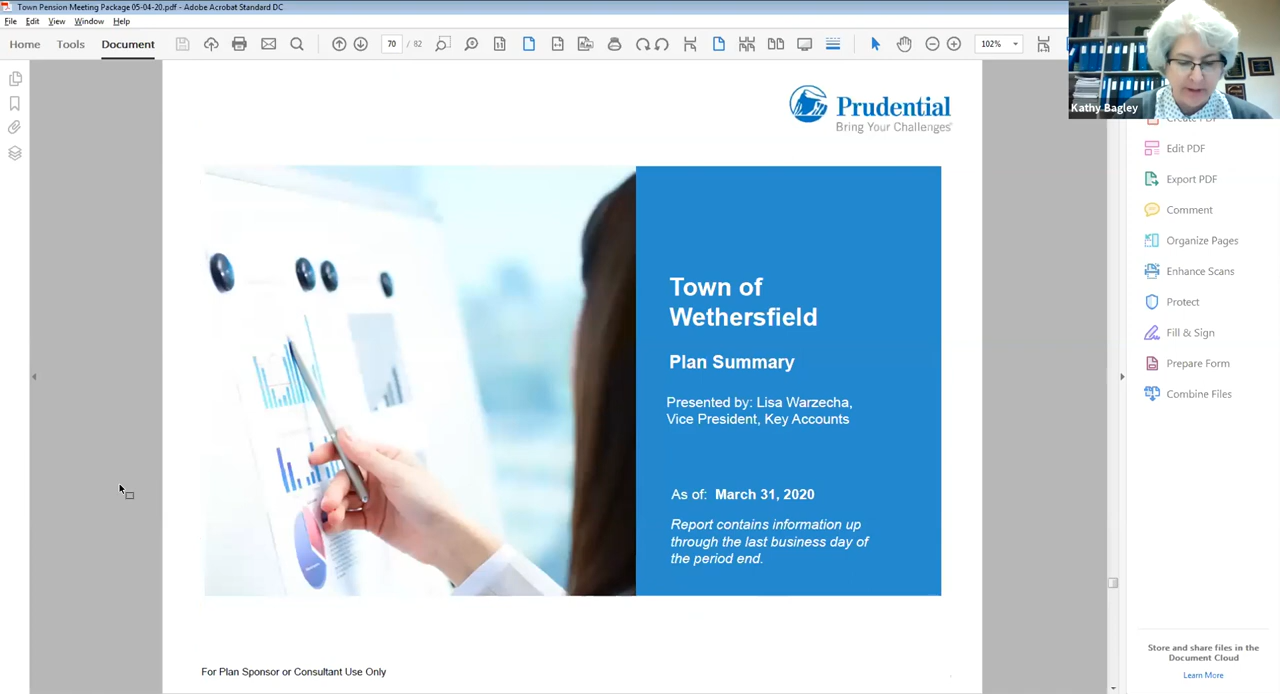 Town Pension Meeting Package 05-04-20.pdf - Adobe Acrobat Standard DC
File Edit View Window Help
Home Tools Document 70 / 82 102%
Kathy Bagley
Prudential
Bring Your Challenges
Town of
Wethersfield
Plan Summary
Presented by: Lisa Warzecha,
Vice President, Key Accounts
As of: March 31, 2020
Report contains information up
through the last business day of
the period end.
For Plan Sponsor or Consultant Use Only
Create PDF
Edit PDF
Export PDF
Comment
Organize Pages
Enhance Scans
Protect
Fill & Sign
Prepare Form
Combine Files
Store and share files in the
Document Cloud
Learn More